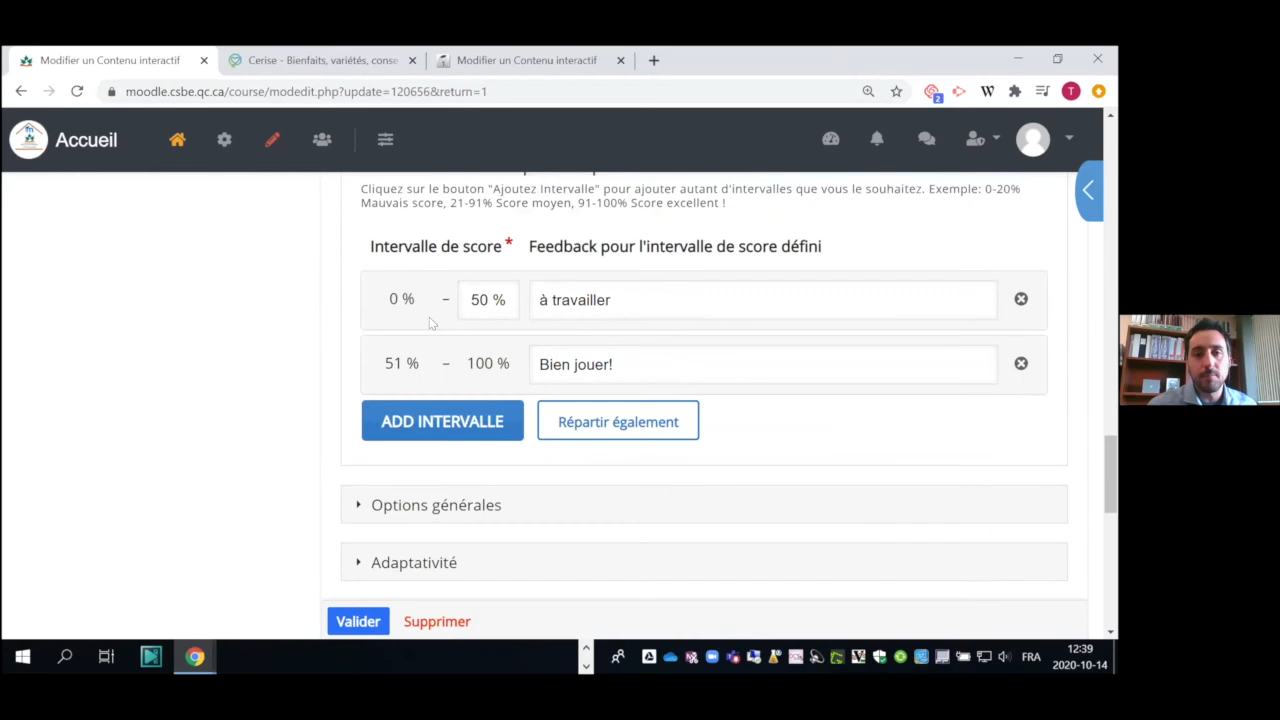 Modifier un Contenu interactif
Cerise - Bienfaits, variétés, conse
Modifier un Contenu interactif
moodle.csbe.qc.ca/course/modedit.php?update=120656&return=1
2
W
T
Accueil
Cliquez sur le bouton "Ajoutez Intervalle" pour ajouter autant d'intervalles que vous le souhaitez. Exemple: 0-20%
Mauvais score, 21-91% Score moyen, 91-100% Score excellent !
Intervalle de score * Feedback pour l'intervalle de score défini
0 % – 50 % à travailler
51 % – 100 % Bien jouer!
ADD INTERVALLE
Répartir également
Options générales
Adaptativité
Valider
Supprimer
FRA
12:39
2020-10-14